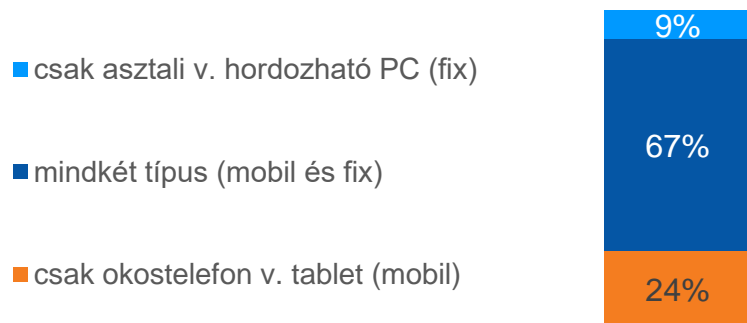 9%
csak asztali v. hordozható PC (fix)
67%
mindkét típus (mobil és fix)
csak okostelefon v. tablet (mobil)
24%